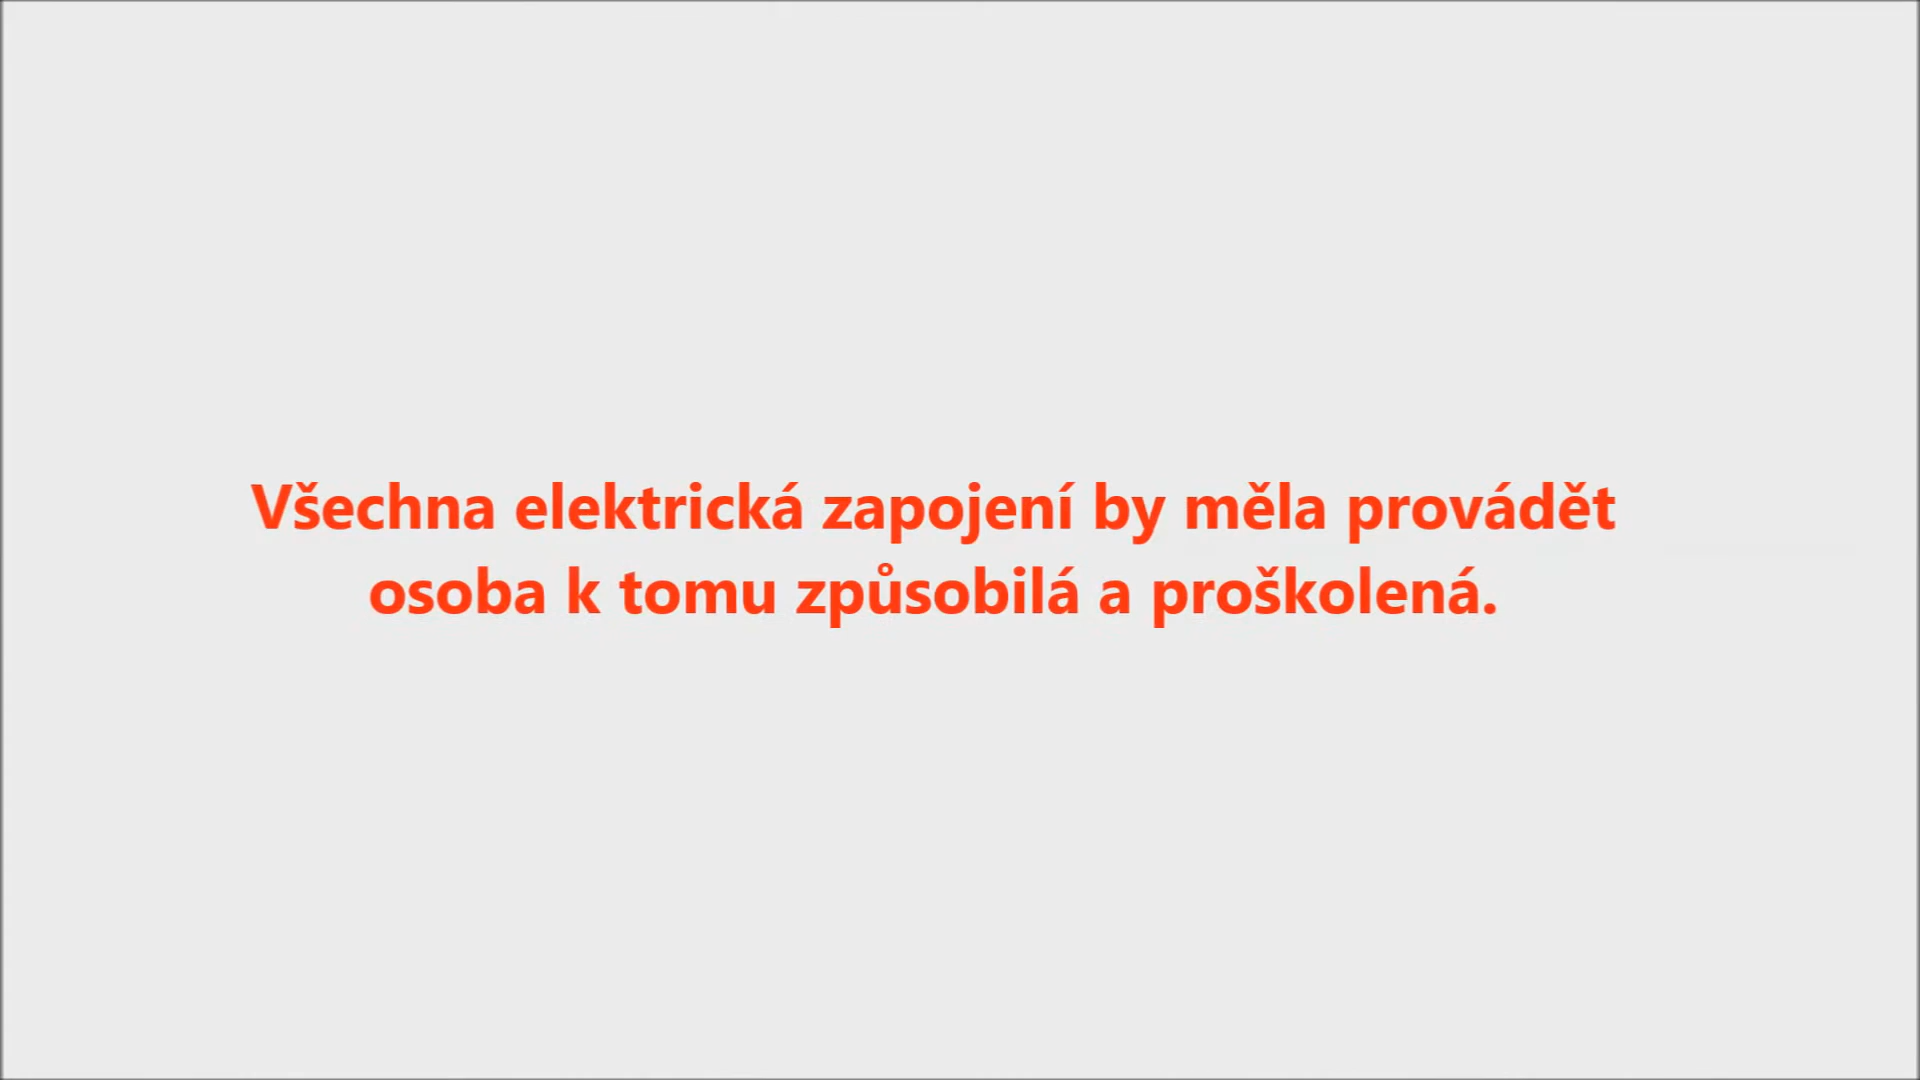 Všechna elektrická zapojení by měla provádět
osoba k tomu způsobilá a proškolená.